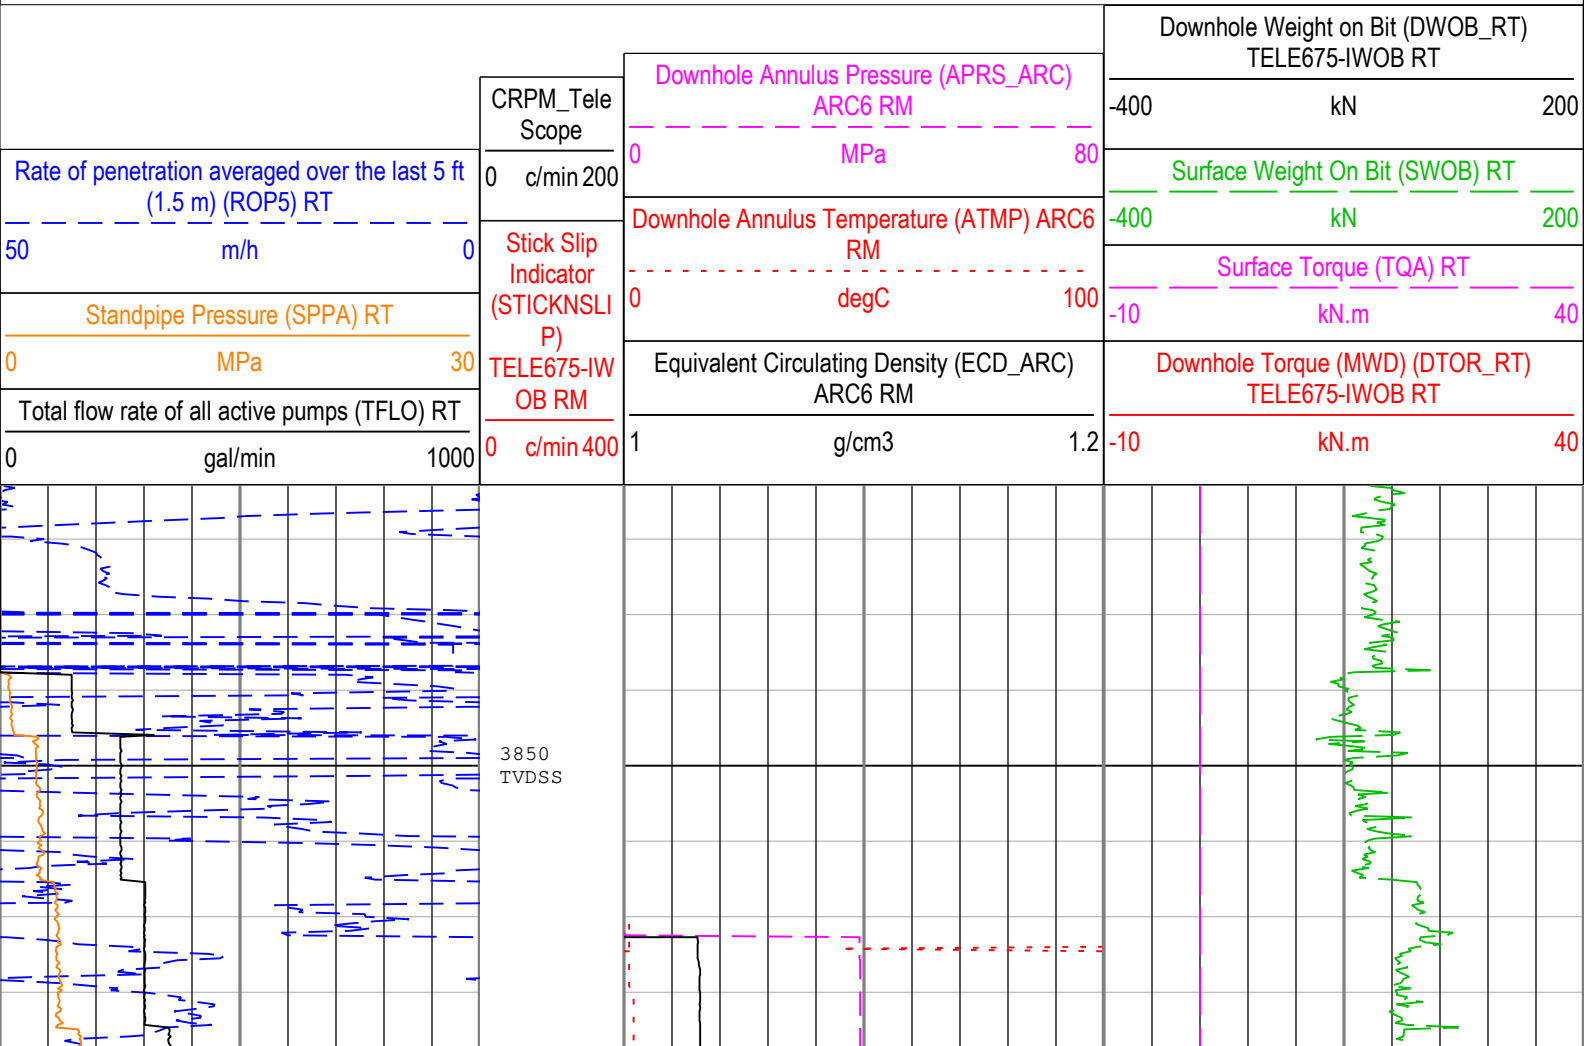 Rate of penetration averaged over the last 5 ft
(1.5 m) (ROP5) RT
50 m/h 0
Standpipe Pressure (SPPA) RT
0 MPa 30
Total flow rate of all active pumps (TFLO) RT
0 gal/min 1000
CRPM_Tele
Scope
0 c/min 200
Stick Slip
Indicator
(STICKNSLI
P)
TELE675-IW
OB RM
0 c/min 400
Downhole Annulus Pressure (APRS_ARC)
ARC6 RM
0 MPa 80
Downhole Annulus Temperature (ATMP) ARC6
RM
0 degC 100
Equivalent Circulating Density (ECD_ARC)
ARC6 RM
1 g/cm3 1.2
Downhole Weight on Bit (DWOB_RT)
TELE675-IWOB RT
-400 kN 200
Surface Weight On Bit (SWOB) RT
-400 kN 200
Surface Torque (TQA) RT
-10 kN.m 40
Downhole Torque (MWD) (DTOR_RT)
TELE675-IWOB RT
-10 kN.m 40
3850
TVDSS